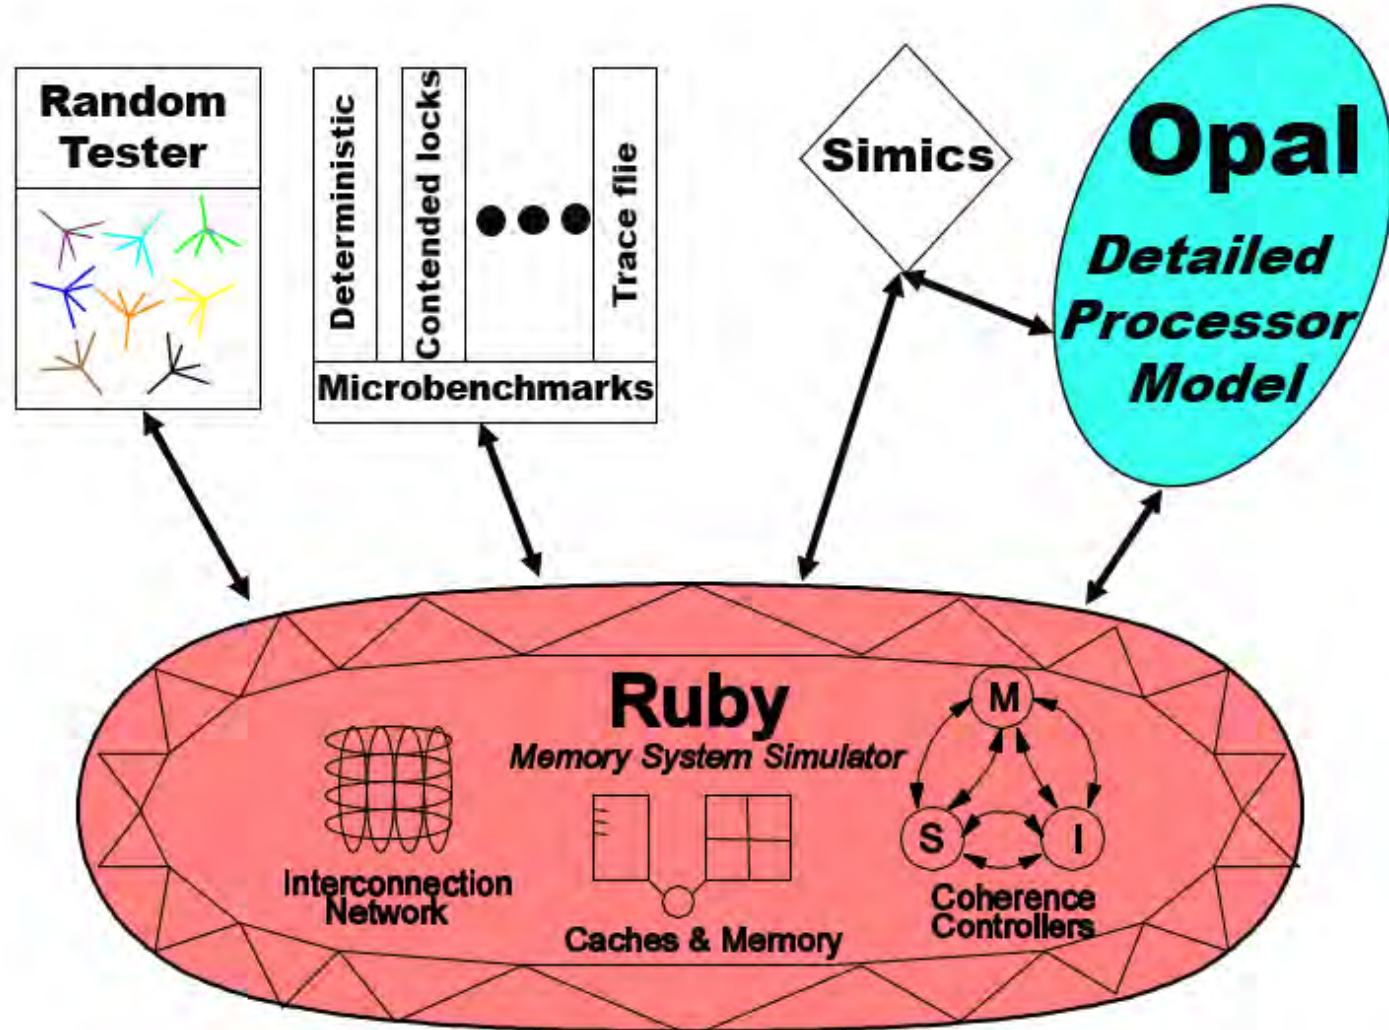 Random
Tester
Deterministic
Contended locks
Trace flie
Microbenchmarks
Simics
Opal
Detailed
Processor
Model
Ruby
Memory System Simulator
Interconnection
Network
Caches & Memory
M
S
I
Coherence
Controllers